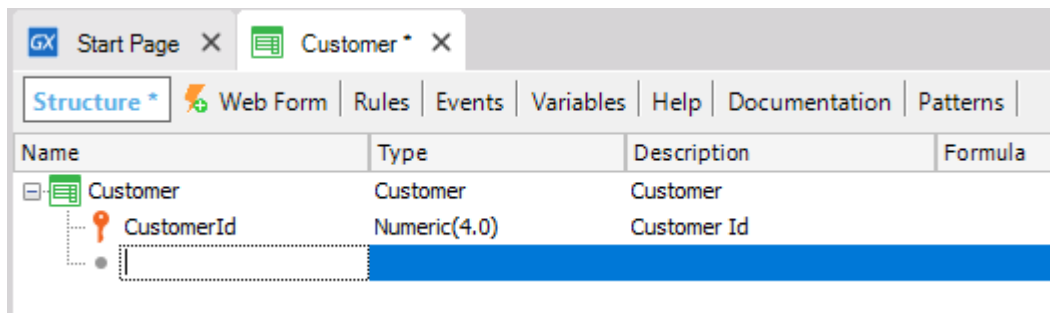 GX Start Page Customer *
Structure * Web Form Rules Events Variables Help Documentation Patterns
Name Type Description Formula
Customer Customer Customer
CustomerId Numeric(4.0) Customer Id